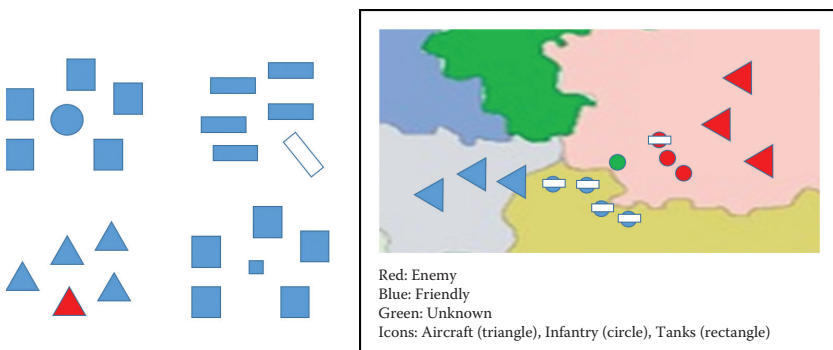 Red: Enemy
Blue: Friendly
Green: Unknown
Icons: Aircraft (triangle), Infantry (circle), Tanks (rectangle)